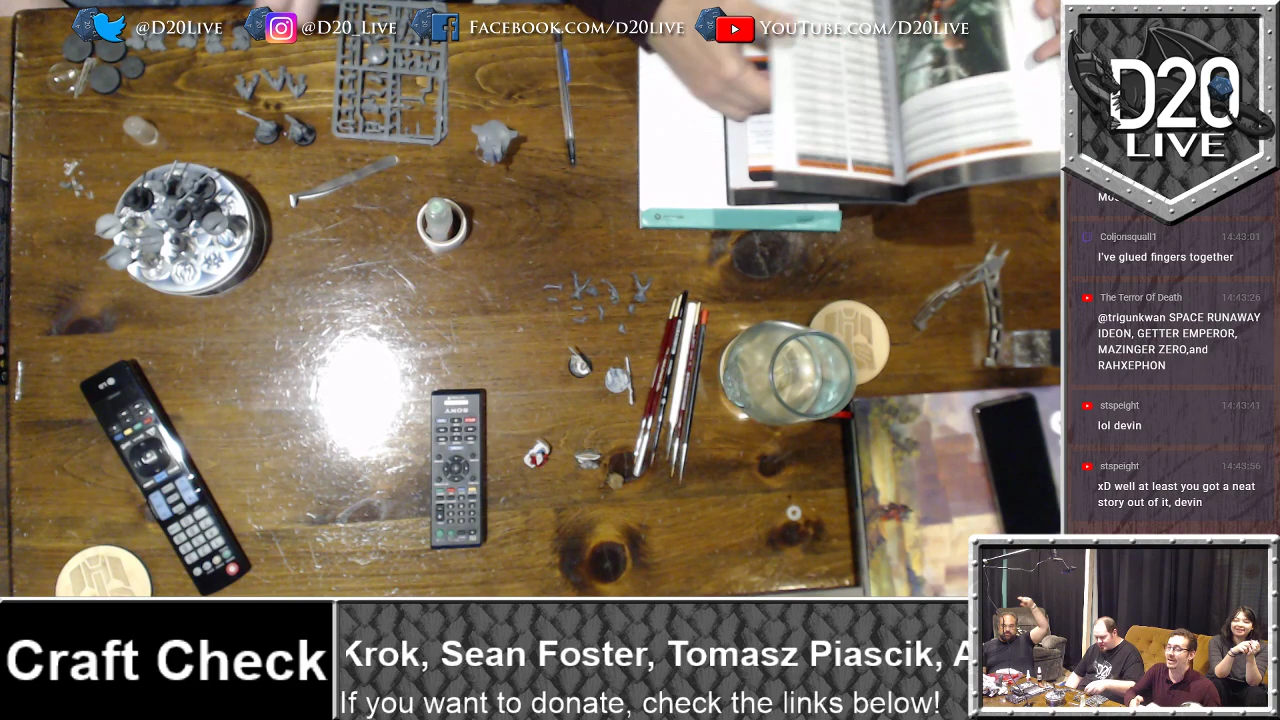 @D20Live
@D20_Live
Facebook.com/D20Live
YouTube.com/D20Live
D20
LIVE
Coljonsquall1 14:43:01
I've glued fingers together
The Terror Of Death 14:43:26
@trigunkwan SPACE RUNAWAY
IDEON, GETTER EMPEROR,
MAZINGER ZERO,and
RAHXEPHON
stspeight 14:43:41
lol devin
stspeight 14:43:56
xD well at least you got a neat
story out of it, devin
LG
SONY
Craft Check
Krok, Sean Foster, Tomasz Piascik, A
If you want to donate, check the links below!